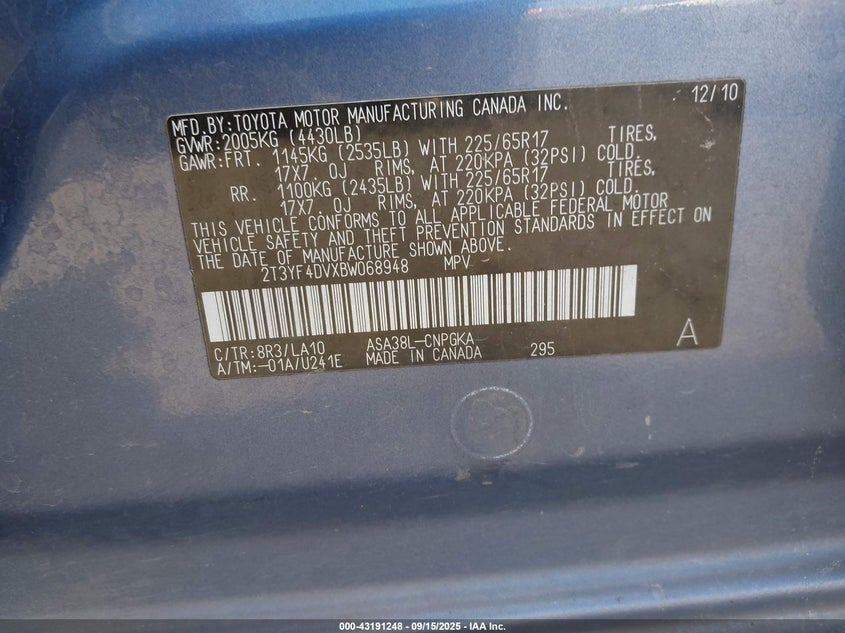 MFD.BY:TOYOTA MOTOR MANUFACTURING CANADA INC. 12/10
GVWR:2005KG (4430LB)
GAWR:FRT. 1145KG (2535LB) WITH 225/65R17 TIRES,
17X7. 0J RIMS, AT 220KPA (32PSI) COLD.
RR. 1100KG (2435LB) WITH 225/65R17 TIRES,
17X7. 0J RIMS, AT 220KPA (32PSI) COLD.
THIS VEHICLE CONFORMS TO ALL APPLICABLE FEDERAL MOTOR
VEHICLE SAFETY AND THEFT PREVENTION STANDARDS IN EFFECT ON
THE DATE OF MANUFACTURE SHOWN ABOVE.
2T3YF4DVXBW068948 MPV
C/TR:8R3/LA10 ASA38L-CNPGKA
A/TM:-01A/U241E MADE IN CANADA 295 A
000-43191248 - 09/15/2025 - IAA Inc.